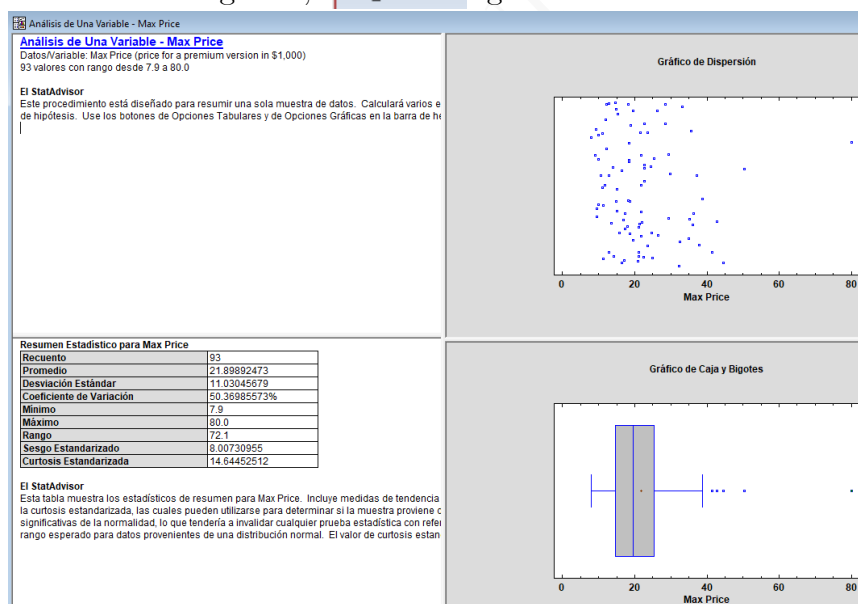 Análisis de Una Variable - Max Price
Análisis de Una Variable - Max Price
Datos/Variable: Max Price (price for a premium version in $1,000)
93 valores con rango desde 7.9 a 80.0
El StatAdvisor
Este procedimiento está diseñado para resumir una sola muestra de datos. Calculará varios e
de hipótesis. Use los botones de Opciones Tabulares y de Opciones Gráficas en la barra de he
Gráfico de Dispersión
0 20 40 60 80
Max Price
Resumen Estadístico para Max Price
Recuento 93
Promedio 21.89892473
Desviación Estándar 11.03045679
Coeficiente de Variación 50.36985573%
Mínimo 7.9
Máximo 80.0
Rango 72.1
Sesgo Estandarizado 8.00730955
Curtosis Estandarizada 14.64452512
El StatAdvisor
Esta tabla muestra los estadísticos de resumen para Max Price. Incluye medidas de tendencia
la curtosis estandarizada, las cuales pueden utilizarse para determinar si la muestra proviene d
significativas de la normalidad, lo que tendería a invalidar cualquier prueba estadística con refe
rango esperado para datos provenientes de una distribución normal. El valor de curtosis estan
Gráfico de Caja y Bigotes
0 20 40 60 80
Max Price